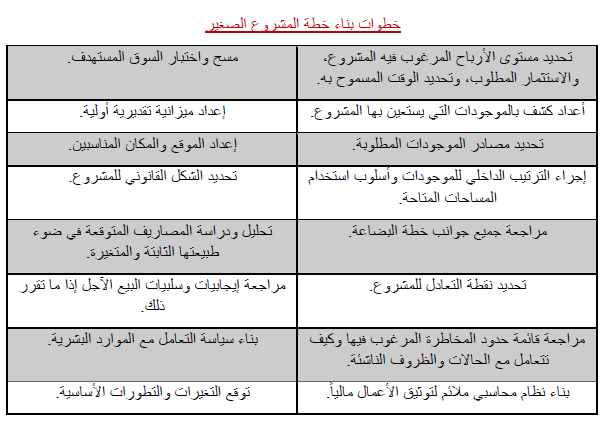 خطوات بناء خطة المشروع الصغير
تحديد مستوى الأرباح المرغوب فيه المشروع،
والاستثمار المطلوب، وتحديد الوقت المسموح به.
مسح واختبار السوق المستهدف.
أعداد كشف بالموجودات التي يستعين بها المشروع.
إعداد ميزانية تقديرية أولية.
تحديد مصادر الموجودات المطلوبة.
إعداد الموقع والمكان المناسبين.
إجراء الترتيب الداخلي للموجودات وأسلوب استخدام
المساحات المتاحة.
تحديد الشكل القانوني للمشروع.
مراجعة جميع جوانب خطة البضاعة.
تحليل ودراسة المصاريف المتوقعة في ضوء
طبيعتها الثابتة والمتغيرة.
تحديد نقطة التعادل للمشروع.
مراجعة إيجابيات وسلبيات البيع الآجل إذا ما تقرر
ذلك.
مراجعة قائمة حدود المخاطرة المرغوب فيها وكيف
تتعامل مع الحالات والظروف الناشئة.
بناء سياسة التعامل مع الموارد البشرية.
بناء نظام محاسبي ملائم لتوثيق الأعمال مالياً.
توقع التغيرات والتطورات الأساسية.